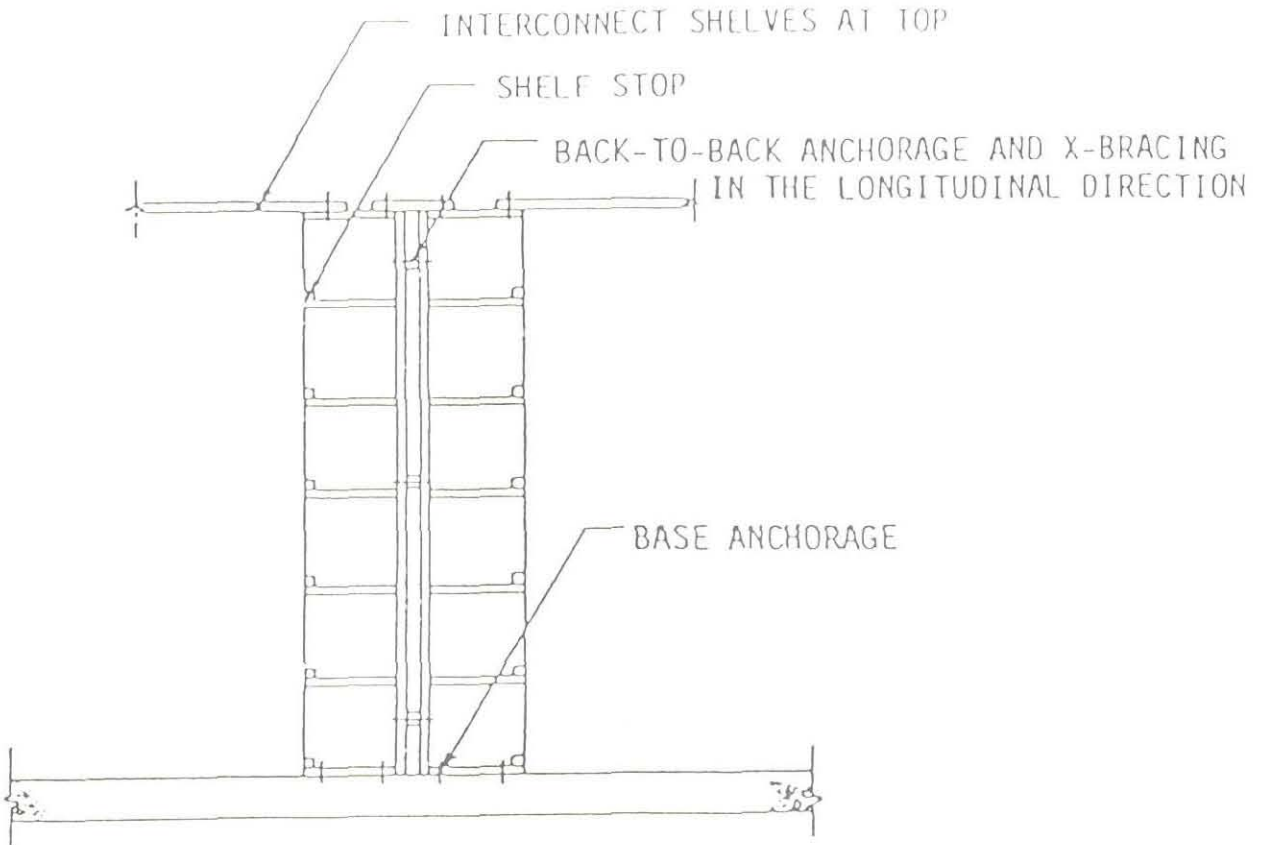 INTERCONNECT SHELVES AT TOP
SHELF STOP
BACK-TO-BACK ANCHORAGE AND X-BRACING
IN THE LONGITUDINAL DIRECTION
BASE ANCHORAGE